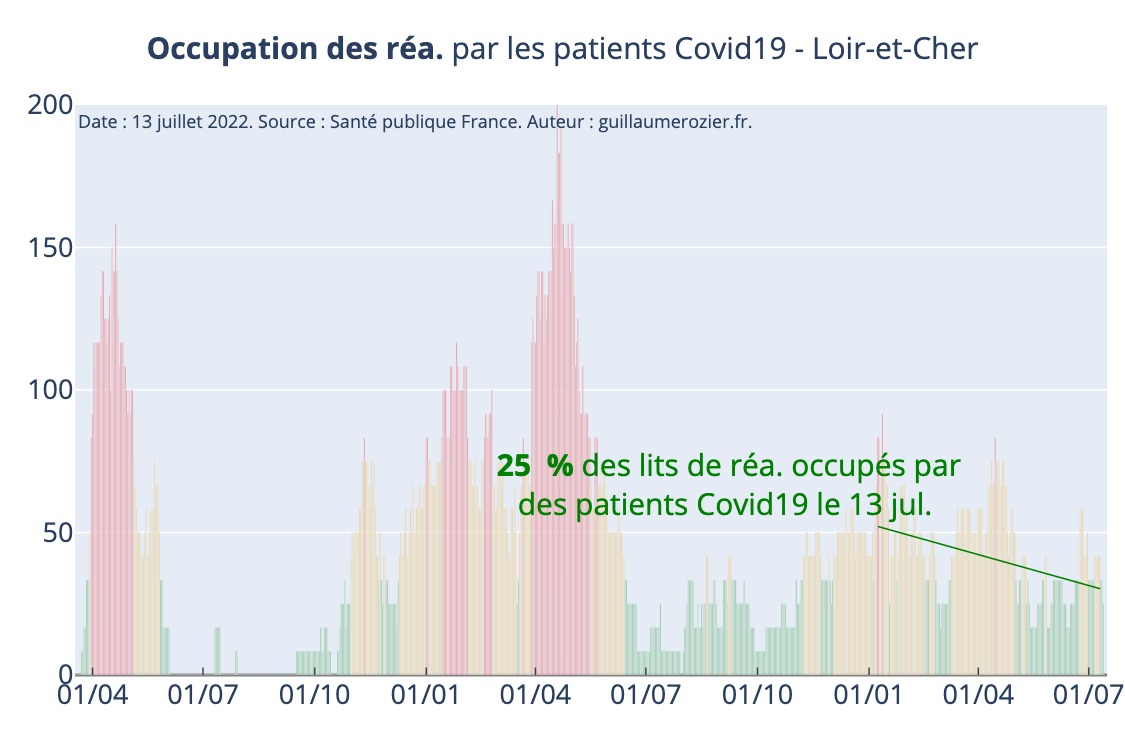 Occupation des réa. par les patients Covid19 - Loir-et-Cher
200
Date : 13 juillet 2022. Source : Santé publique France. Auteur : guillaumerozier.fr.
150
100
25 % des lits de réa. occupés par
des patients Covid19 le 13 jul.
50
0
01/04 01/07 01/10 01/01 01/04 01/07 01/10 01/01 01/04 01/07